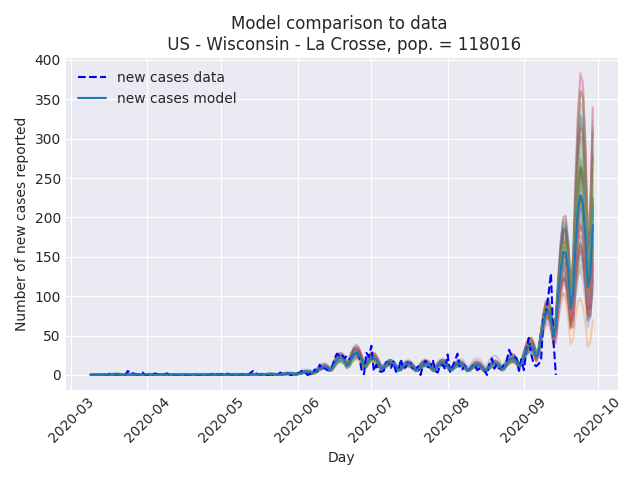 Model comparison to data
US - Wisconsin - La Crosse, pop. = 118016
new cases data
new cases model
Number of new cases reported
400
350
300
250
200
150
100
50
0
2020-03
2020-04
2020-05
2020-06
2020-07
2020-08
2020-09
2020-10
Day